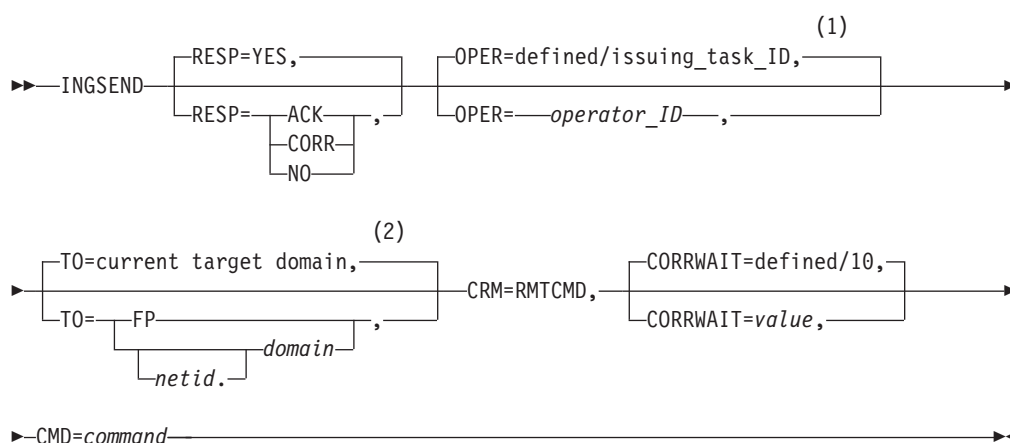 (1)
RESP=YES, OPER=defined/issuing_task_ID,
INGSEND
RESP= ACK , OPER= operator_ID ,
CORR
NO
(2)
TO=current target domain, CORRWAIT=defined/10,
CRM=RMTCMD,
TO= FP , CORRWAIT=value,
domain
netid.
CMD=command